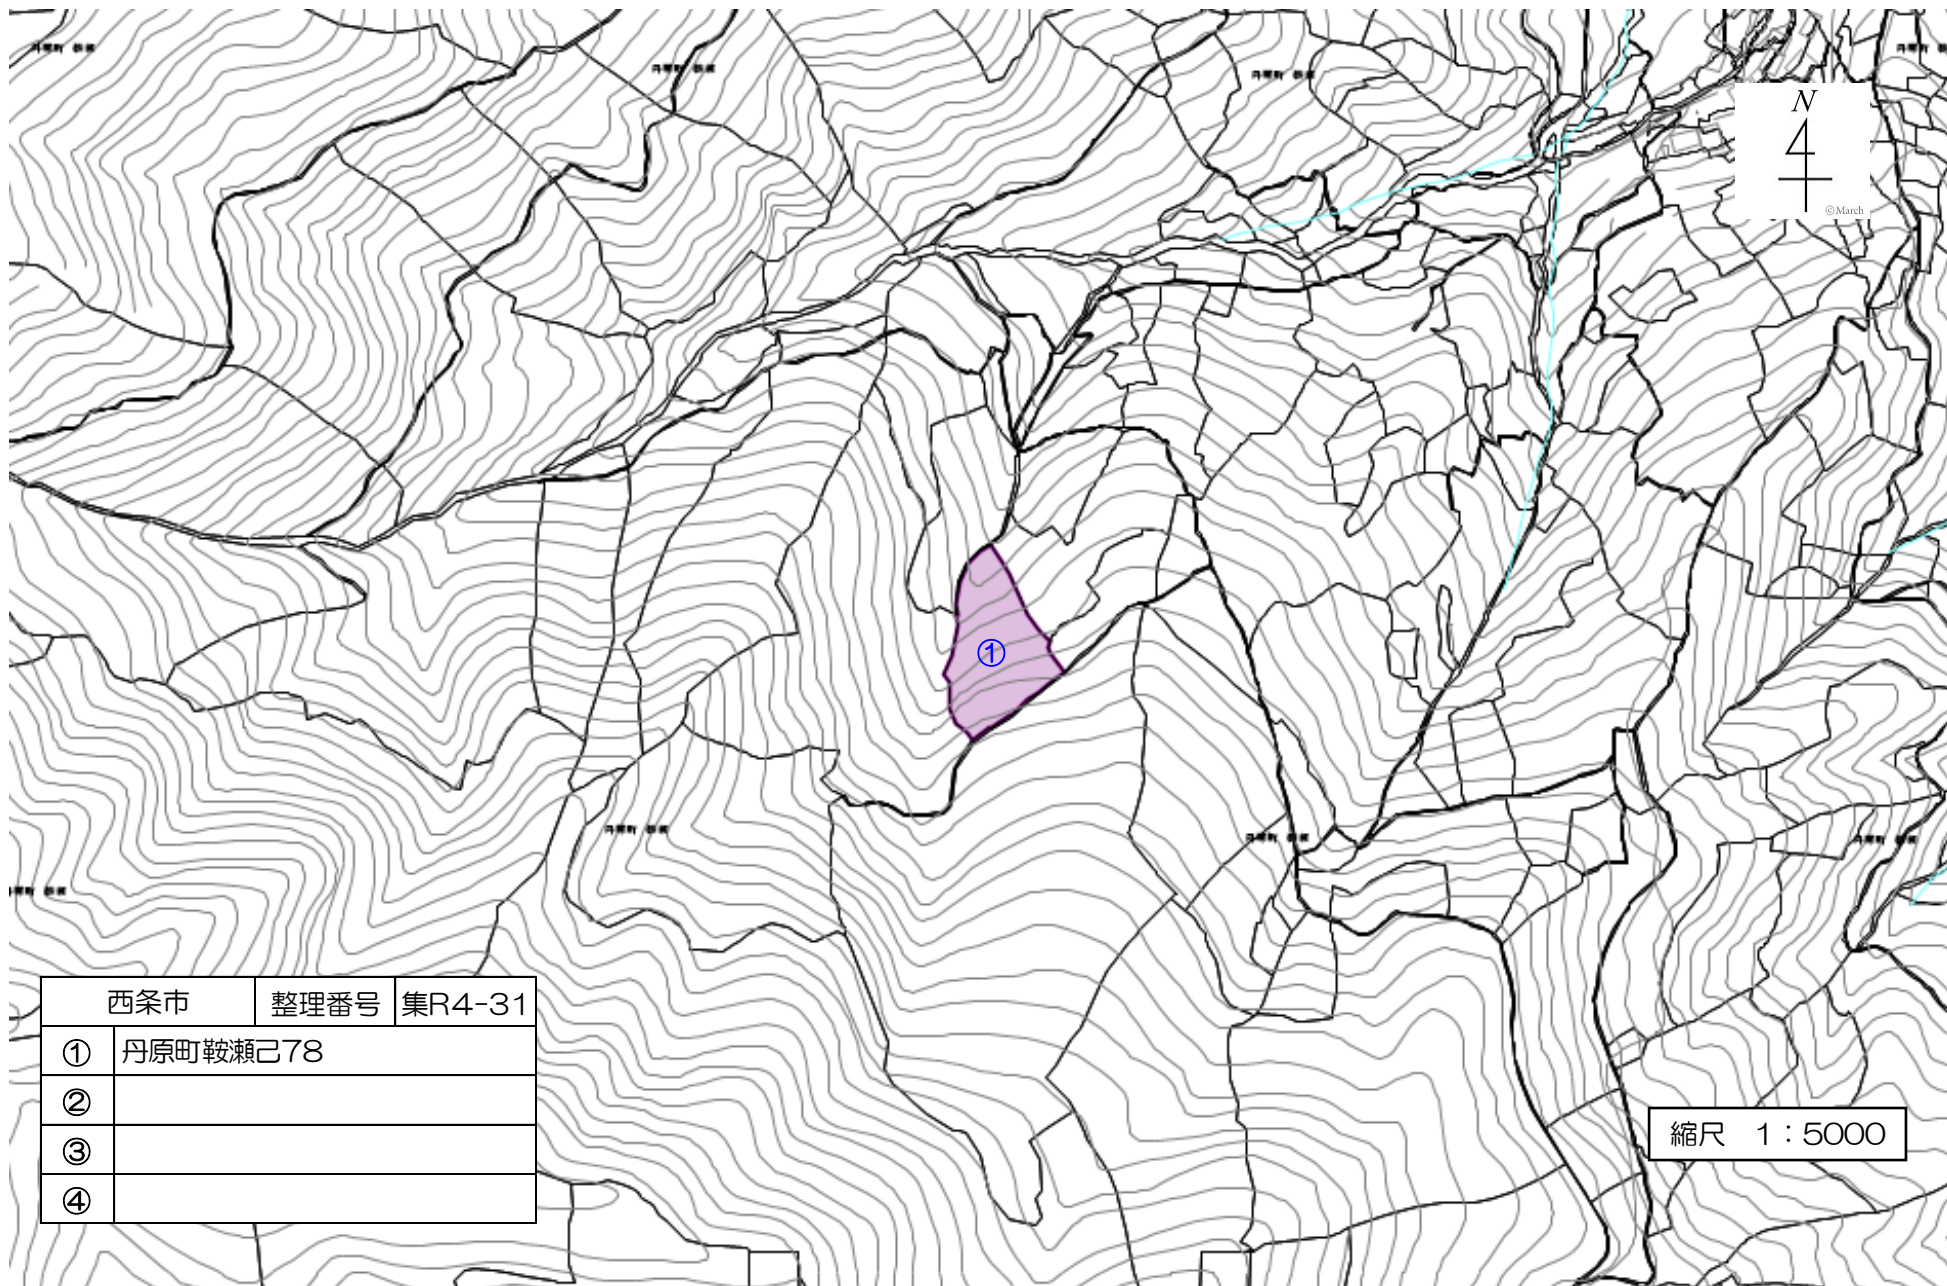 N
©March
①
西条市 整理番号 集R4-31
① 丹原町鞍瀬己78
②
③
④
縮尺 1：5000